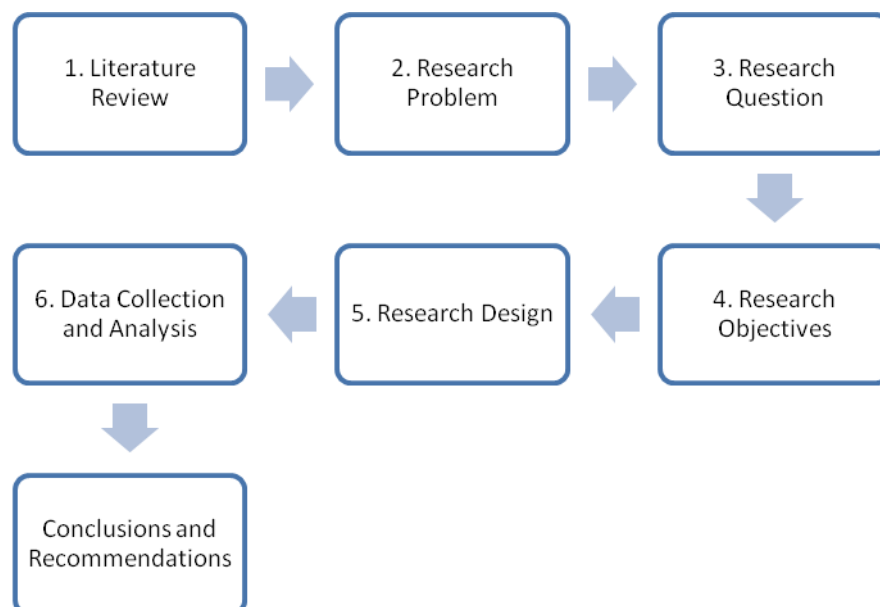 1. Literature
Review
2. Research
Problem
3. Research
Question
4. Research
Objectives
5. Research Design
6. Data Collection
and Analysis
Conclusions and
Recommendations